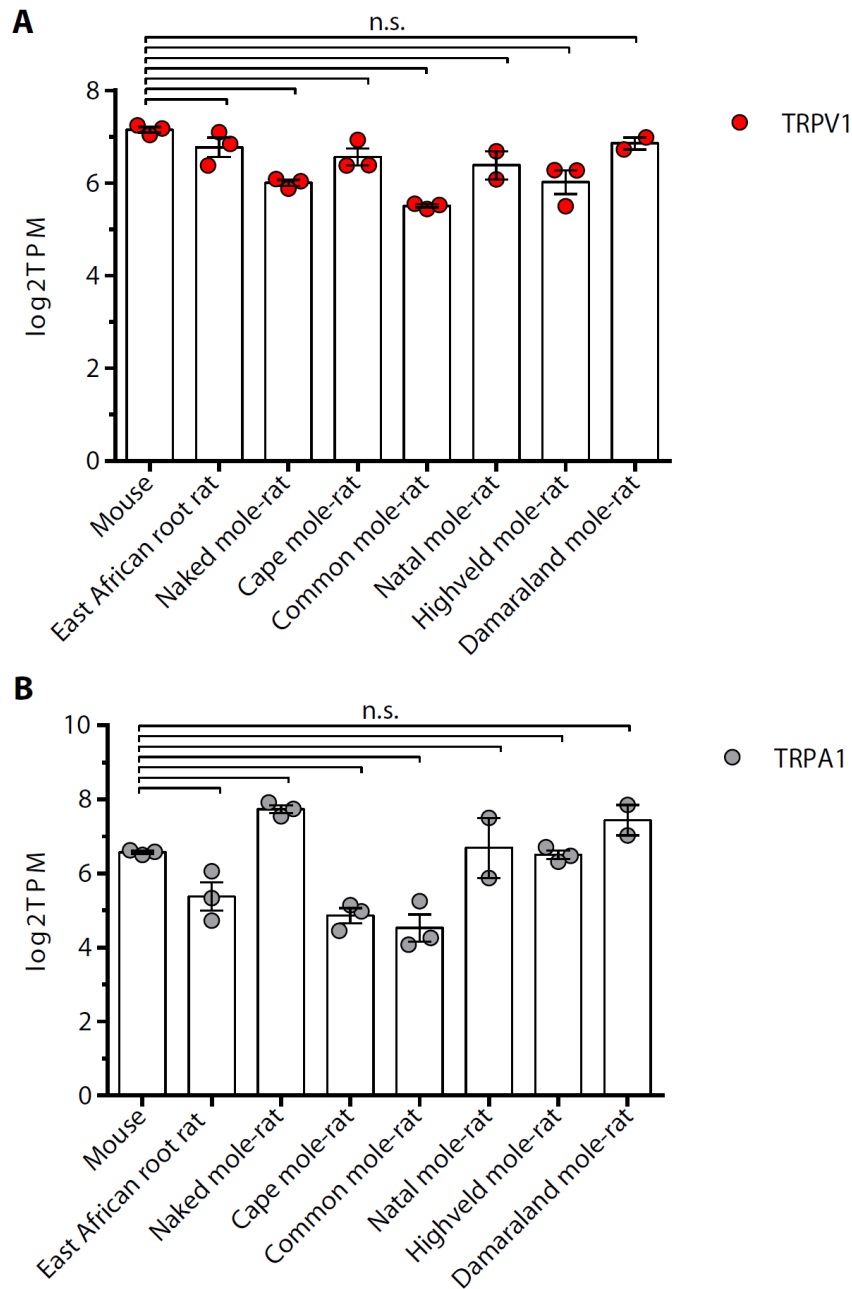 A
n.s.
8
6
4
2
0
log2TPM
TRPV1
Mouse
East African root rat
Naked mole-rat
Cape mole-rat
Common mole-rat
Natal mole-rat
Highveld mole-rat
Damaraland mole-rat
B
n.s.
10
8
6
4
2
0
log2TPM
TRPA1
Mouse
East African root rat
Naked mole-rat
Cape mole-rat
Common mole-rat
Natal mole-rat
Highveld mole-rat
Damaraland mole-rat